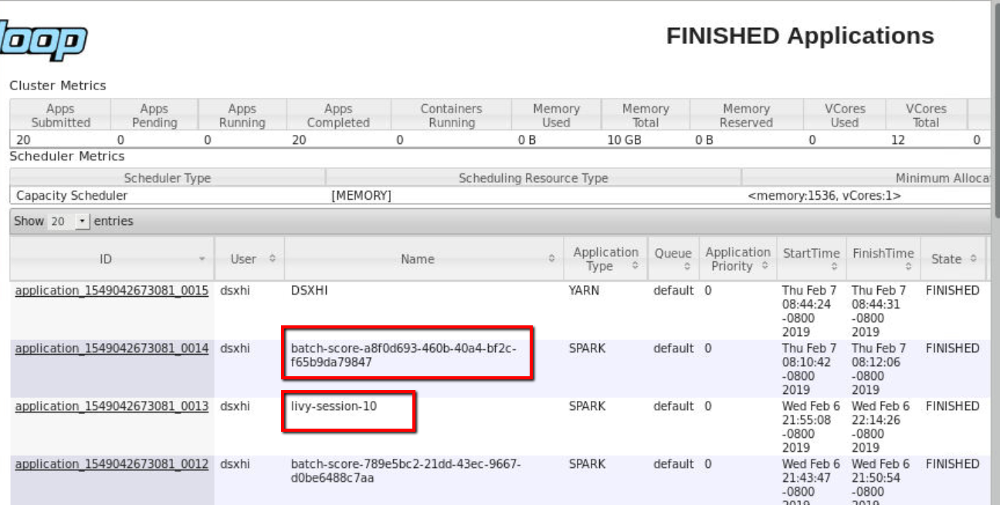 loop
FINISHED Applications
Cluster Metrics
Apps Submitted Apps Pending Apps Running Apps Completed Containers Running Memory Used Memory Total Memory Reserved VCores Used VCores Total
20 0 0 20 0 0 B 10 GB 0 B 0 12 0
Scheduler Metrics
Scheduler Type Scheduling Resource Type Minimum Alloca
Capacity Scheduler [MEMORY] <memory:1536, vCores:1>
Show 20 entries
ID User Name Application Type Queue Application Priority StartTime FinishTime State
application_1549042673081_0015 dsxhi DSXHI YARN default 0 Thu Feb 7 Thu Feb 7 FINISHED
08:44:24 08:44:31
-0800 -0800
2019 2019
application_1549042673081_0014 dsxhi batch-score-a8f0d693-460b-40a4-bf2c- SPARK default 0 Thu Feb 7 Thu Feb 7 FINISHED
f65b9da79847 08:10:42 08:12:06
-0800 -0800
2019 2019
application_1549042673081_0013 dsxhi livy-session-10 SPARK default 0 Wed Feb 6 Wed Feb 6 FINISHED
21:55:08 22:14:26
-0800 -0800
2019 2019
application_1549042673081_0012 dsxhi batch-score-789e5bc2-21dd-43ec-9667- SPARK default 0 Wed Feb 6 Wed Feb 6 FINISHED
d0be6488c7aa 21:43:47 21:50:54
-0800 -0800
2019 2019